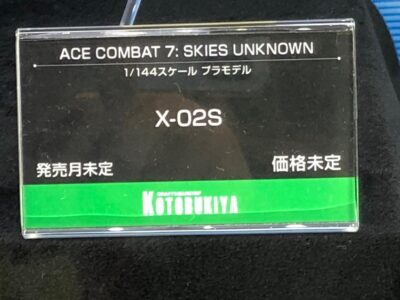 ACE COMBAT 7: SKIES UNKNOWN
1/144スケール プラモデル
X-02S
発売月未定 価格未定
KOTOBUKIYA